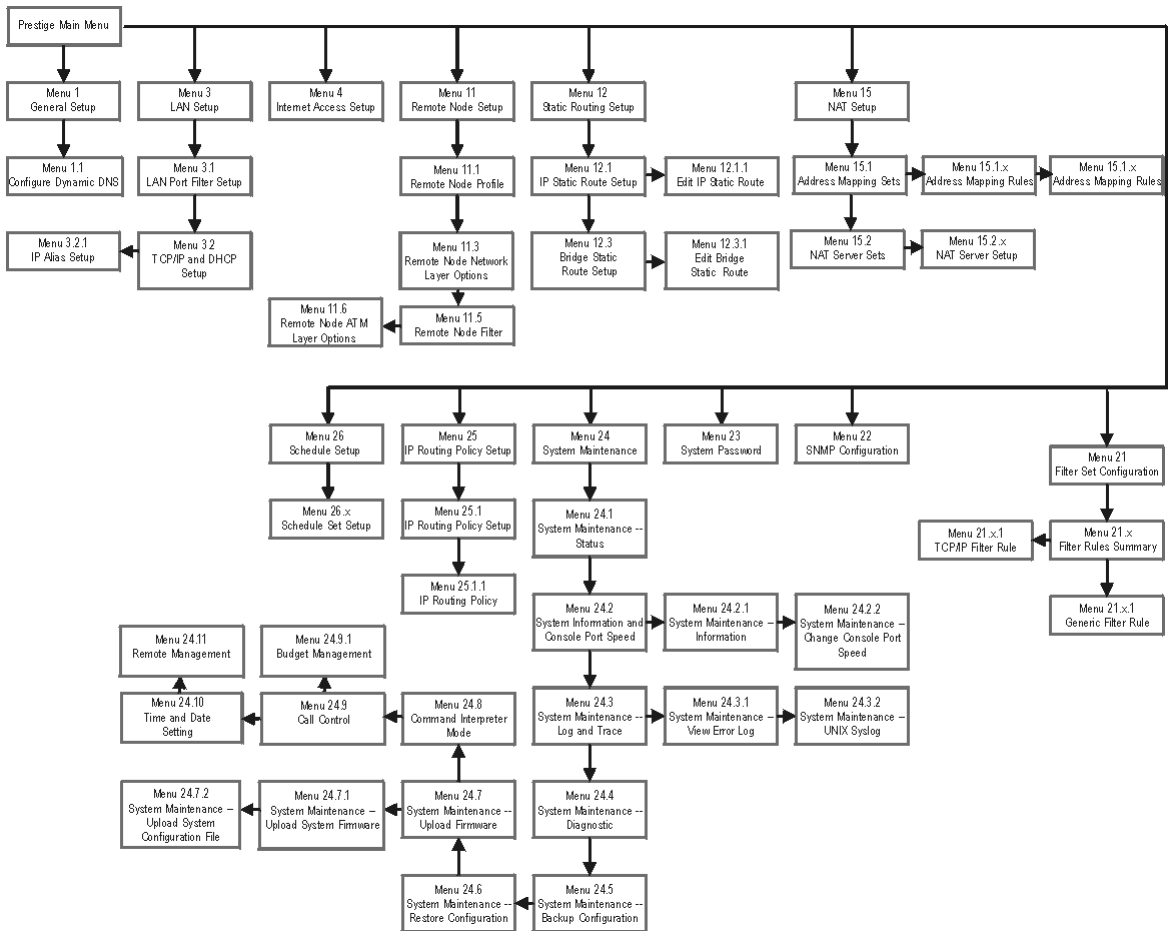 Prestige Main Menu
Menu 1
General Setup
Menu 3
LAN Setup
Menu 4
Internet Access Setup
Menu 11
Remote Node Setup
Menu 12
Static Routing Setup
Menu 15
NAT Setup
Menu 1.1
Configure Dynamic DNS
Menu 3.1
LAN Port Filter Setup
Menu 11.1
Remote Node Profile
Menu 12.1
IP Static Route Setup
Menu 12.1.1
Edit IP Static Route
Menu 15.1
Address Mapping Sets
Menu 15.1.x
Address Mapping Rules
Menu 15.1.x
Address Mapping Rules
Menu 3.2.1
IP Alias Setup
Menu 3.2
TCP/IP and DHCP
Setup
Menu 11.3
Remote Node Network
Layer Options
Menu 12.3
Bridge Static
Route Setup
Menu 12.3.1
Edit Bridge
Static Route
Menu 15.2
NAT Server Sets
Menu 15.2.x
NAT Server Setup
Menu 11.6
Remote Node ATM
Layer Options
Menu 11.5
Remote Node Filter
Menu 26
Schedule Setup
Menu 25
IP Routing Policy Setup
Menu 24
System Maintenance
Menu 23
System Password
Menu 22
SNMP Configuration
Menu 21
Filter Set Configuration
Menu 26.x
Schedule Set Setup
Menu 25.1
IP Routing Policy Setup
Menu 24.1
System Maintenance --
Status
Menu 21.x.1
TCP/IP Filter Rule
Menu 21.x
Filter Rules Summary
Menu 25.1.1
IP Routing Policy
Menu 24.2
System Information and
Console Port Speed
Menu 24.2.1
System Maintenance –
Information
Menu 24.2.2
System Maintenance –
Change Console Port
Speed
Menu 21.x.1
Generic Filter Rule
Menu 24.11
Remote Management
Menu 24.9.1
Budget Management
Menu 24.10
Time and Date
Setting
Menu 24.9
Call Control
Menu 24.8
Command Interpreter
Mode
Menu 24.3
System Maintenance --
Log and Trace
Menu 24.3.1
System Maintenance –
View Error Log
Menu 24.3.2
System Maintenance –
UNIX Syslog
Menu 24.7.2
System Maintenance –
Upload System
Configuration File
Menu 24.7.1
System Maintenance –
Upload System Firmware
Menu 24.7
System Maintenance --
Upload Firmware
Menu 24.4
System Maintenance --
Diagnostic
Menu 24.6
System Maintenance --
Restore Configuration
Menu 24.5
System Maintenance --
Backup Configuration